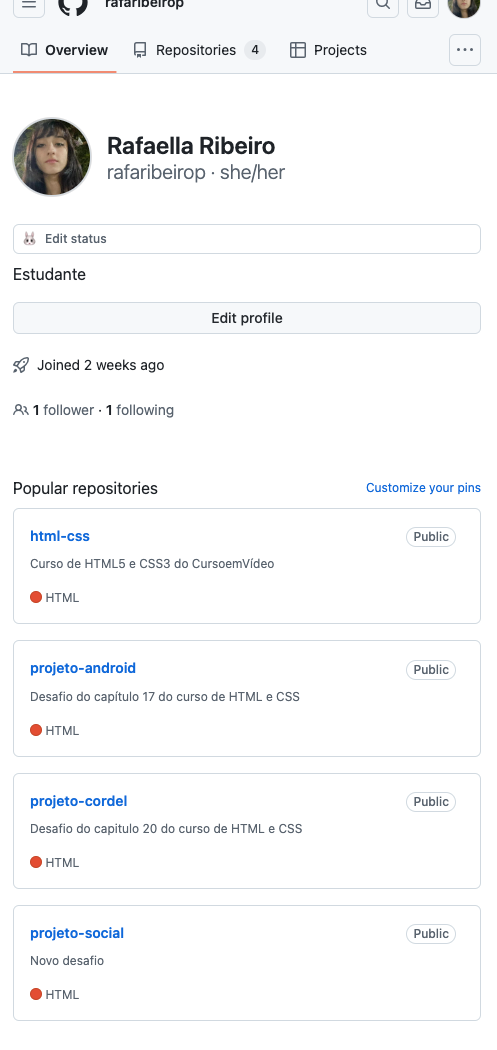 rafaribeirop
Overview
Repositories 4
Projects
Rafaella Ribeiro
rafaribeirop · she/her
Edit status
Estudante
Edit profile
Joined 2 weeks ago
1 follower · 1 following
Popular repositories
Customize your pins
html-css
Public
Curso de HTML5 e CSS3 do CursoemVídeo
HTML
projeto-android
Public
Desafio do capítulo 17 do curso de HTML e CSS
HTML
projeto-cordel
Public
Desafio do capitulo 20 do curso de HTML e CSS
HTML
projeto-social
Public
Novo desafio
HTML